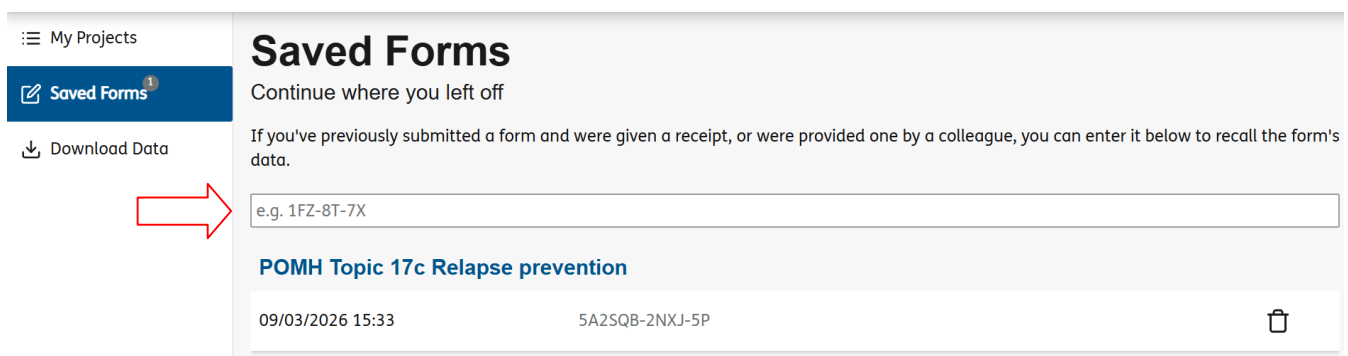 My Projects
Saved Forms 1
Download Data
Saved Forms
Continue where you left off
If you've previously submitted a form and were given a receipt, or were provided one by a colleague, you can enter it below to recall the form's
data.
e.g. 1FZ-8T-7X
POMH Topic 17c Relapse prevention
09/03/2026 15:33 5A2SQB-2NXJ-5P